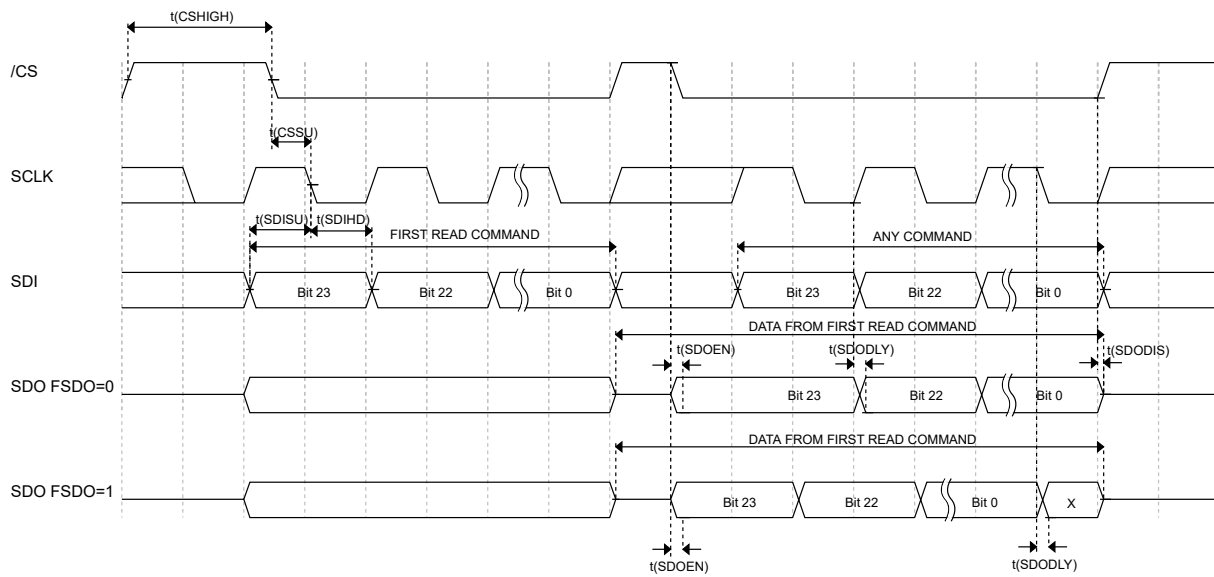 t(CSHIGH)
/CS
t(CSSU)
SCLK
t(SDISU) t(SDIHD)
FIRST READ COMMAND ANY COMMAND
SDI Bit 23 Bit 22 Bit 0 Bit 23 Bit 22 Bit 0
DATA FROM FIRST READ COMMAND
t(SDOEN) t(SDODLY) t(SDODIS)
SDO FSDO=0 Bit 23 Bit 22 Bit 0
DATA FROM FIRST READ COMMAND
SDO FSDO=1 Bit 23 Bit 22 Bit 0 X
t(SDOEN) t(SDODLY)